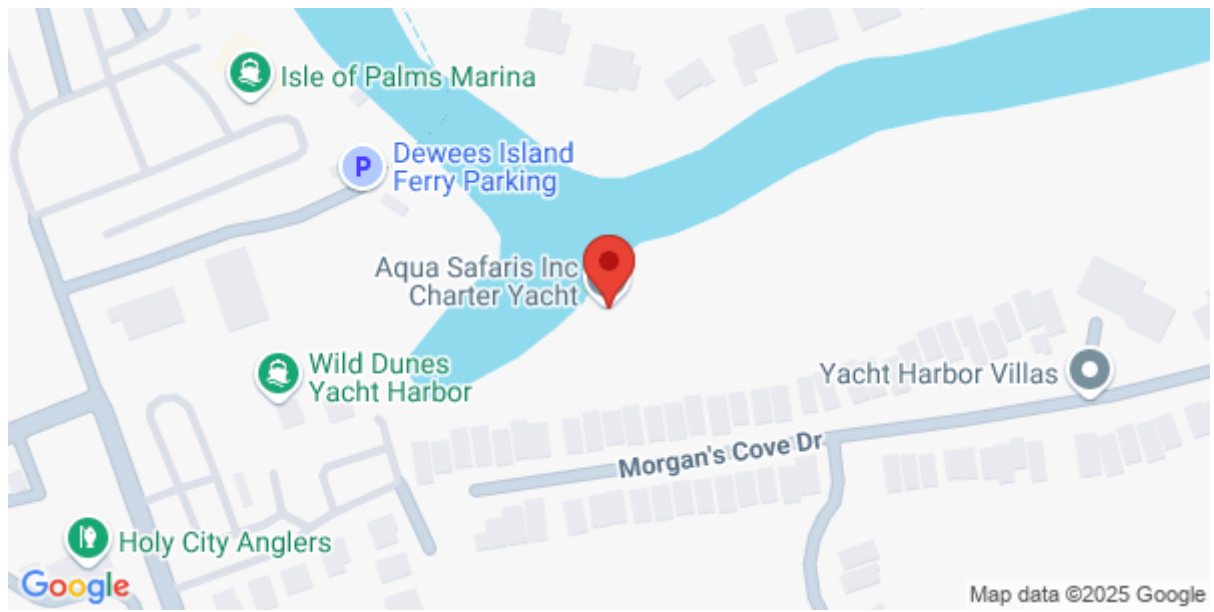 Isle of Palms Marina
P
Dewees Island
Ferry Parking
Aqua Safaris Inc
Charter Yacht
Wild Dunes
Yacht Harbor
Yacht Harbor Villas
Morgan's Cove Dr
Holy City Anglers
Google
Map data ©2025 Google